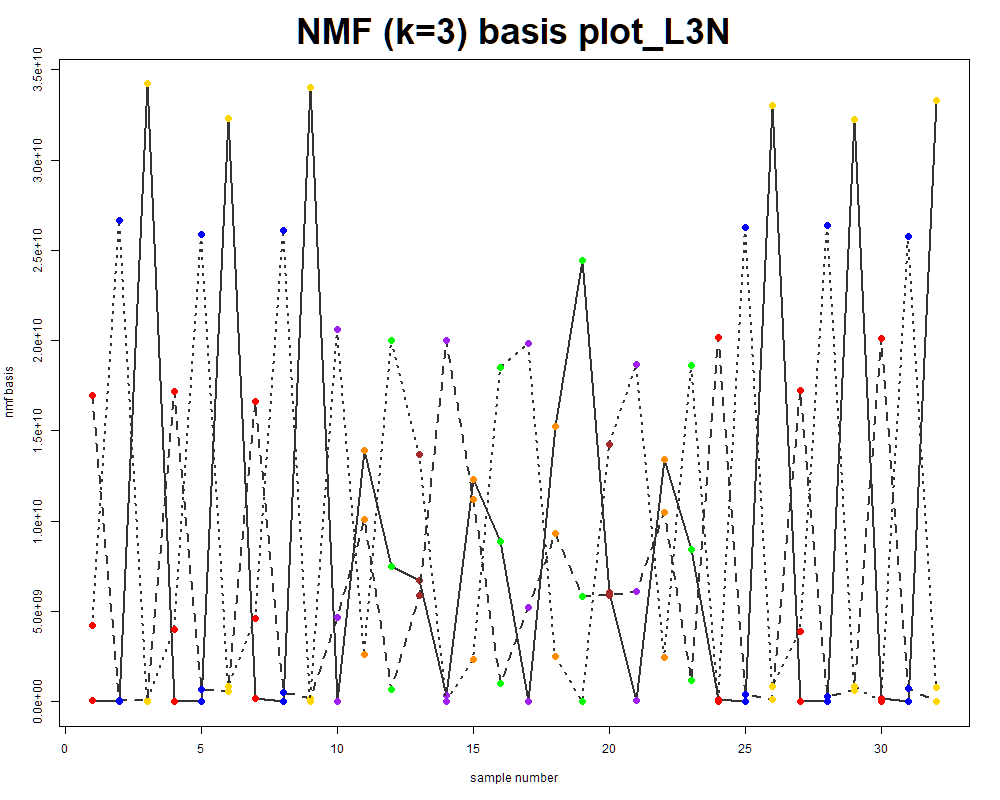 NMF (k=3) basis plot_L3N
3.5e+10
3.0e+10
2.5e+10
2.0e+10
1.5e+10
1.0e+10
5.0e+09
0.0e+00
nmf basis
0 5 10 15 20 25 30
sample number